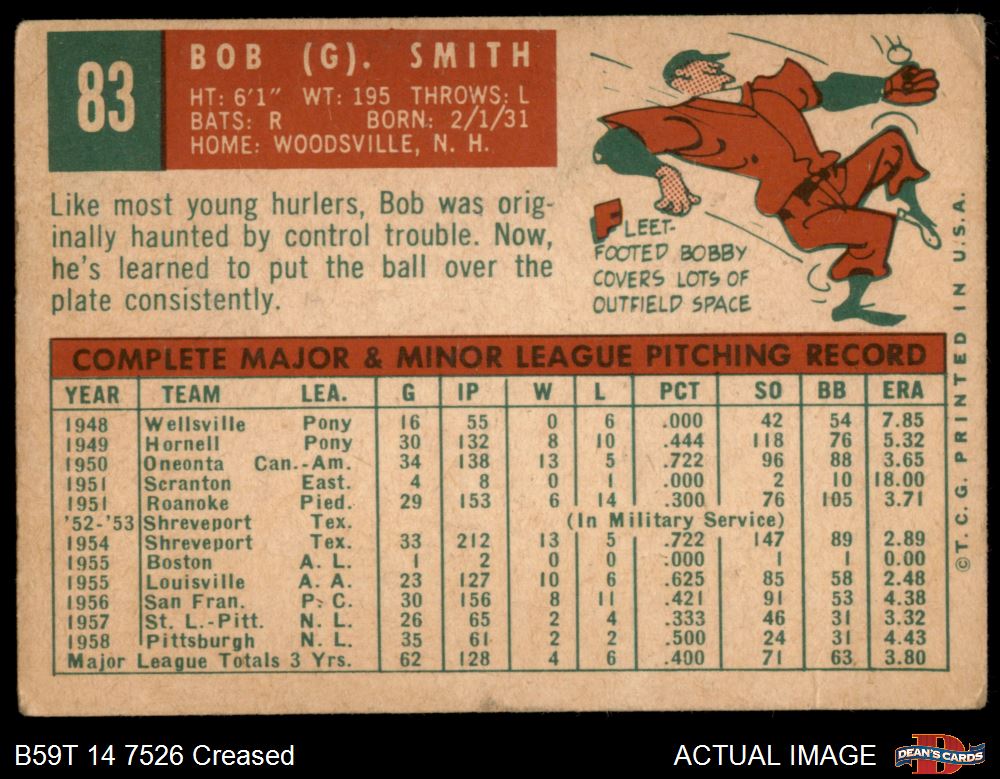 83
BOB (G). SMITH
HT: 6'1" WT: 195 THROWS: L
BATS: R BORN: 2/1/31
HOME: WOODSVILLE, N. H.
Like most young hurlers, Bob was orig-
inally haunted by control trouble. Now,
he's learned to put the ball over the
plate consistently.
FLEET-
FOOTED BOBBY
COVERS LOTS OF
OUTFIELD SPACE
COMPLETE MAJOR & MINOR LEAGUE PITCHING RECORD
YEAR TEAM LEA. G IP W L PCT SO BB ERA
1948 Wellsville Pony 16 55 0 6 .000 42 54 7.85
1949 Hornell Pony 30 132 8 10 .444 118 76 5.32
1950 Oneonta Can.-Am. 34 138 13 5 .722 96 88 3.65
1951 Scranton East. 4 8 0 1 .000 2 10 18.00
1951 Roanoke Pied. 29 153 6 14 .300 76 105 3.71
'52-'53 Shreveport Tex. (In Military Service)
1954 Shreveport Tex. 33 212 13 5 .722 147 89 2.89
1955 Boston A. L. 1 2 0 0 .000 1 1 0.00
1955 Louisville A. A. 23 127 10 6 .625 85 58 2.48
1956 San Fran. P. C. 30 156 8 11 .421 91 53 4.38
1957 St. L.-Pitt. N. L. 26 65 2 4 .333 46 31 3.32
1958 Pittsburgh N. L. 35 61 2 2 .500 24 31 4.43
Major League Totals 3 Yrs. 62 128 4 6 .400 71 63 3.80
© T. C. G. PRINTED IN U.S.A.
B59T 14 7526 Creased
ACTUAL IMAGE
DEAN'S CARDS